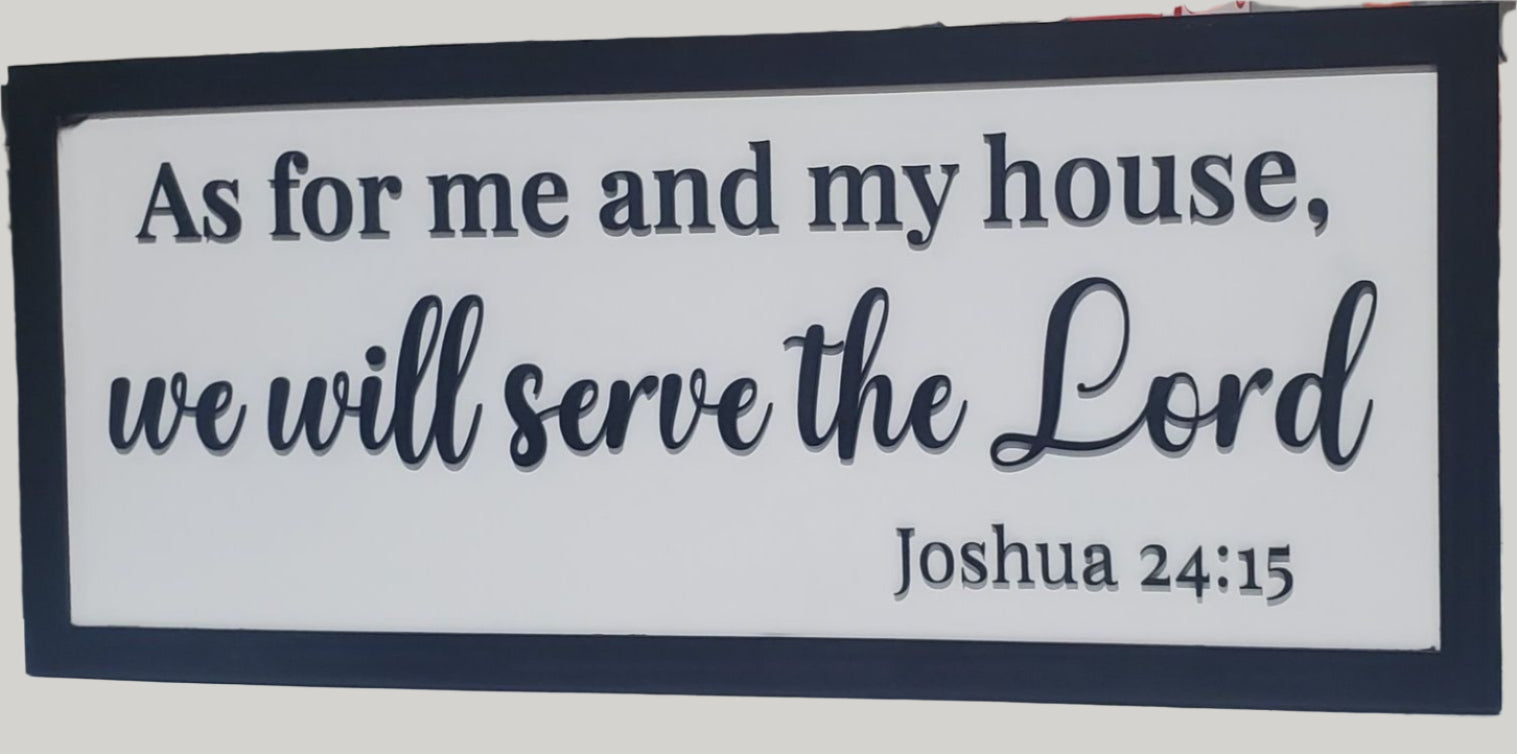 As for me and my house,
we will serve the Lord
Joshua 24:15